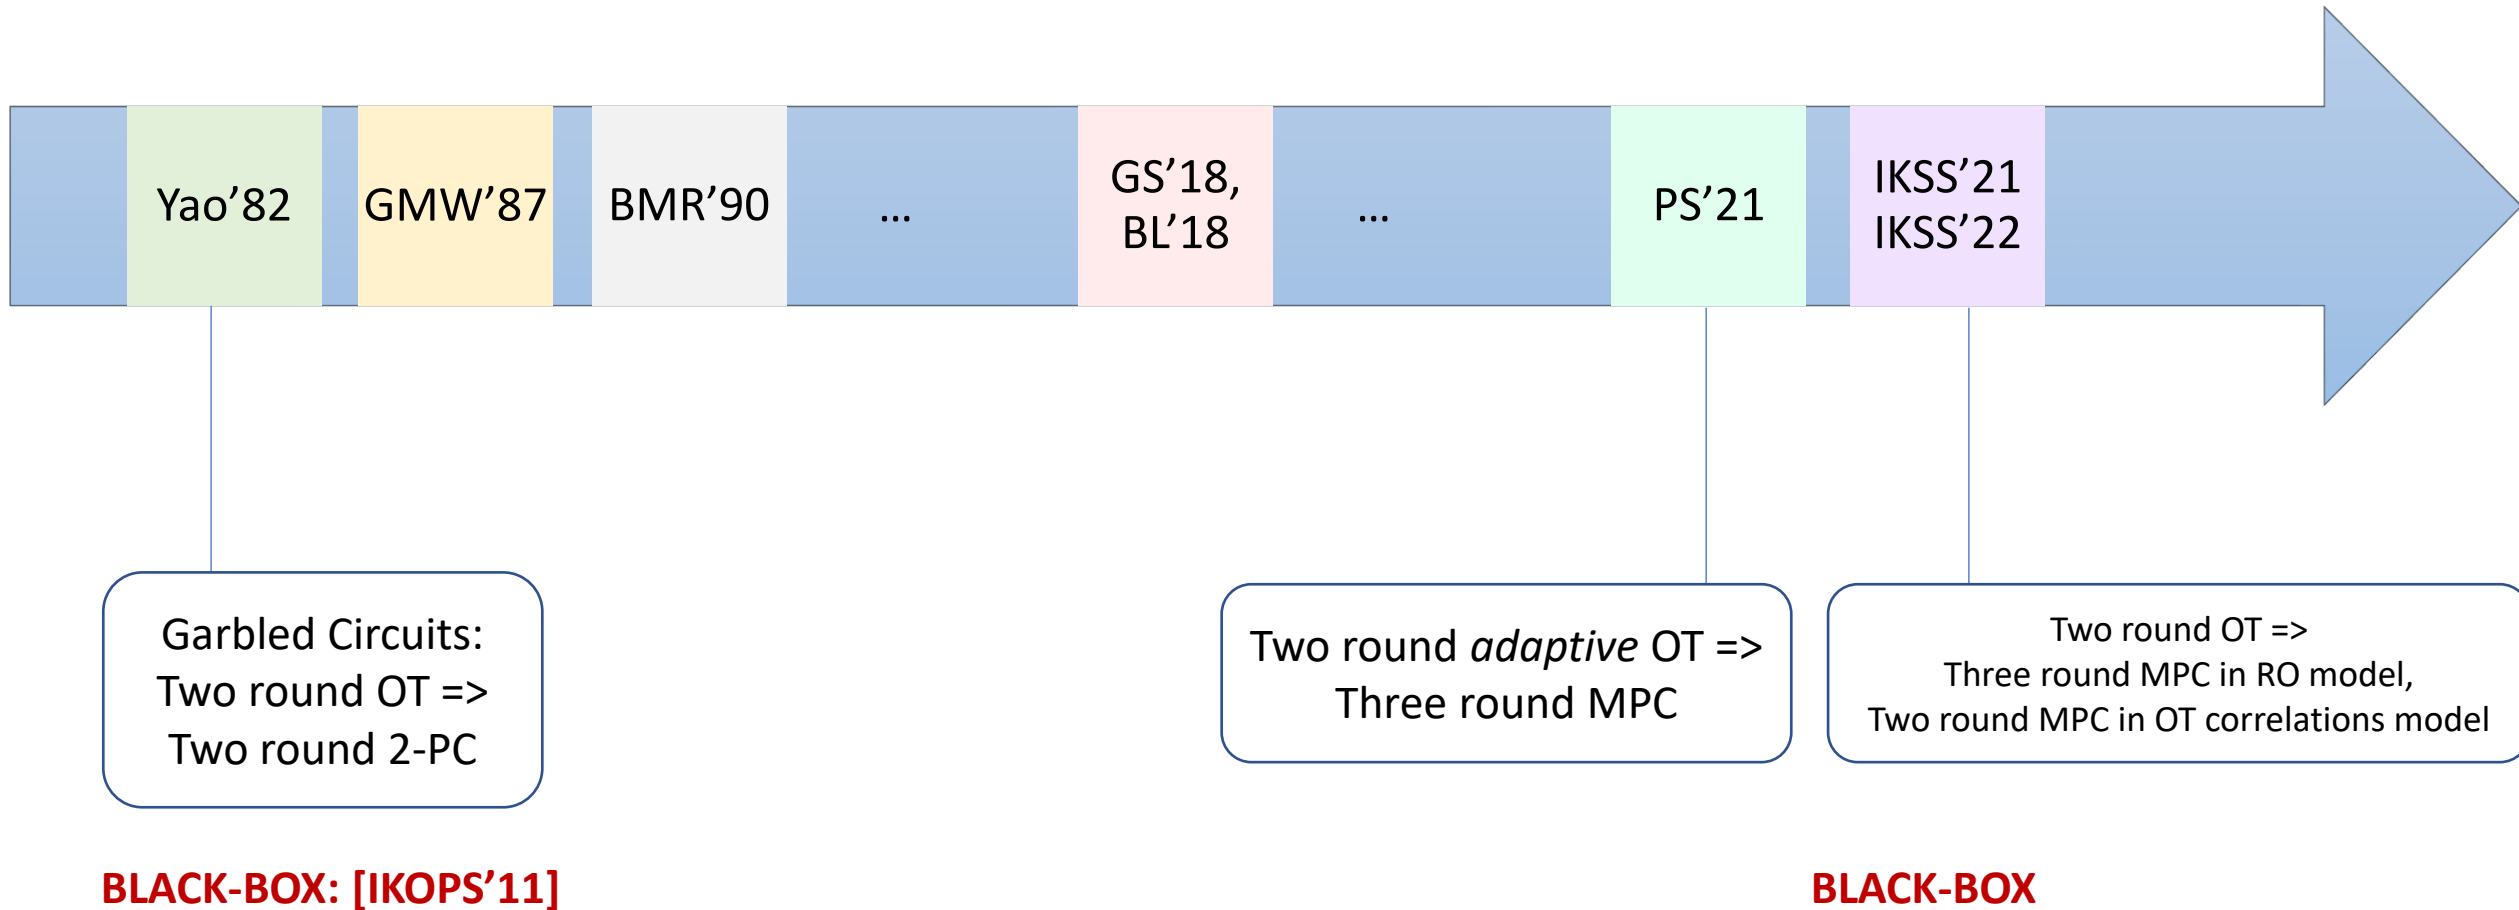 Yao’82
GMW’87
BMR’90
...
GS’18,
BL’18
...
PS’21
IKSS’21
IKSS’22
Garbled Circuits:
Two round OT =>
Two round 2-PC
Two round adaptive OT =>
Three round MPC
Two round OT =>
Three round MPC in RO model,
Two round MPC in OT correlations model
BLACK-BOX: [IKOPS’11]
BLACK-BOX